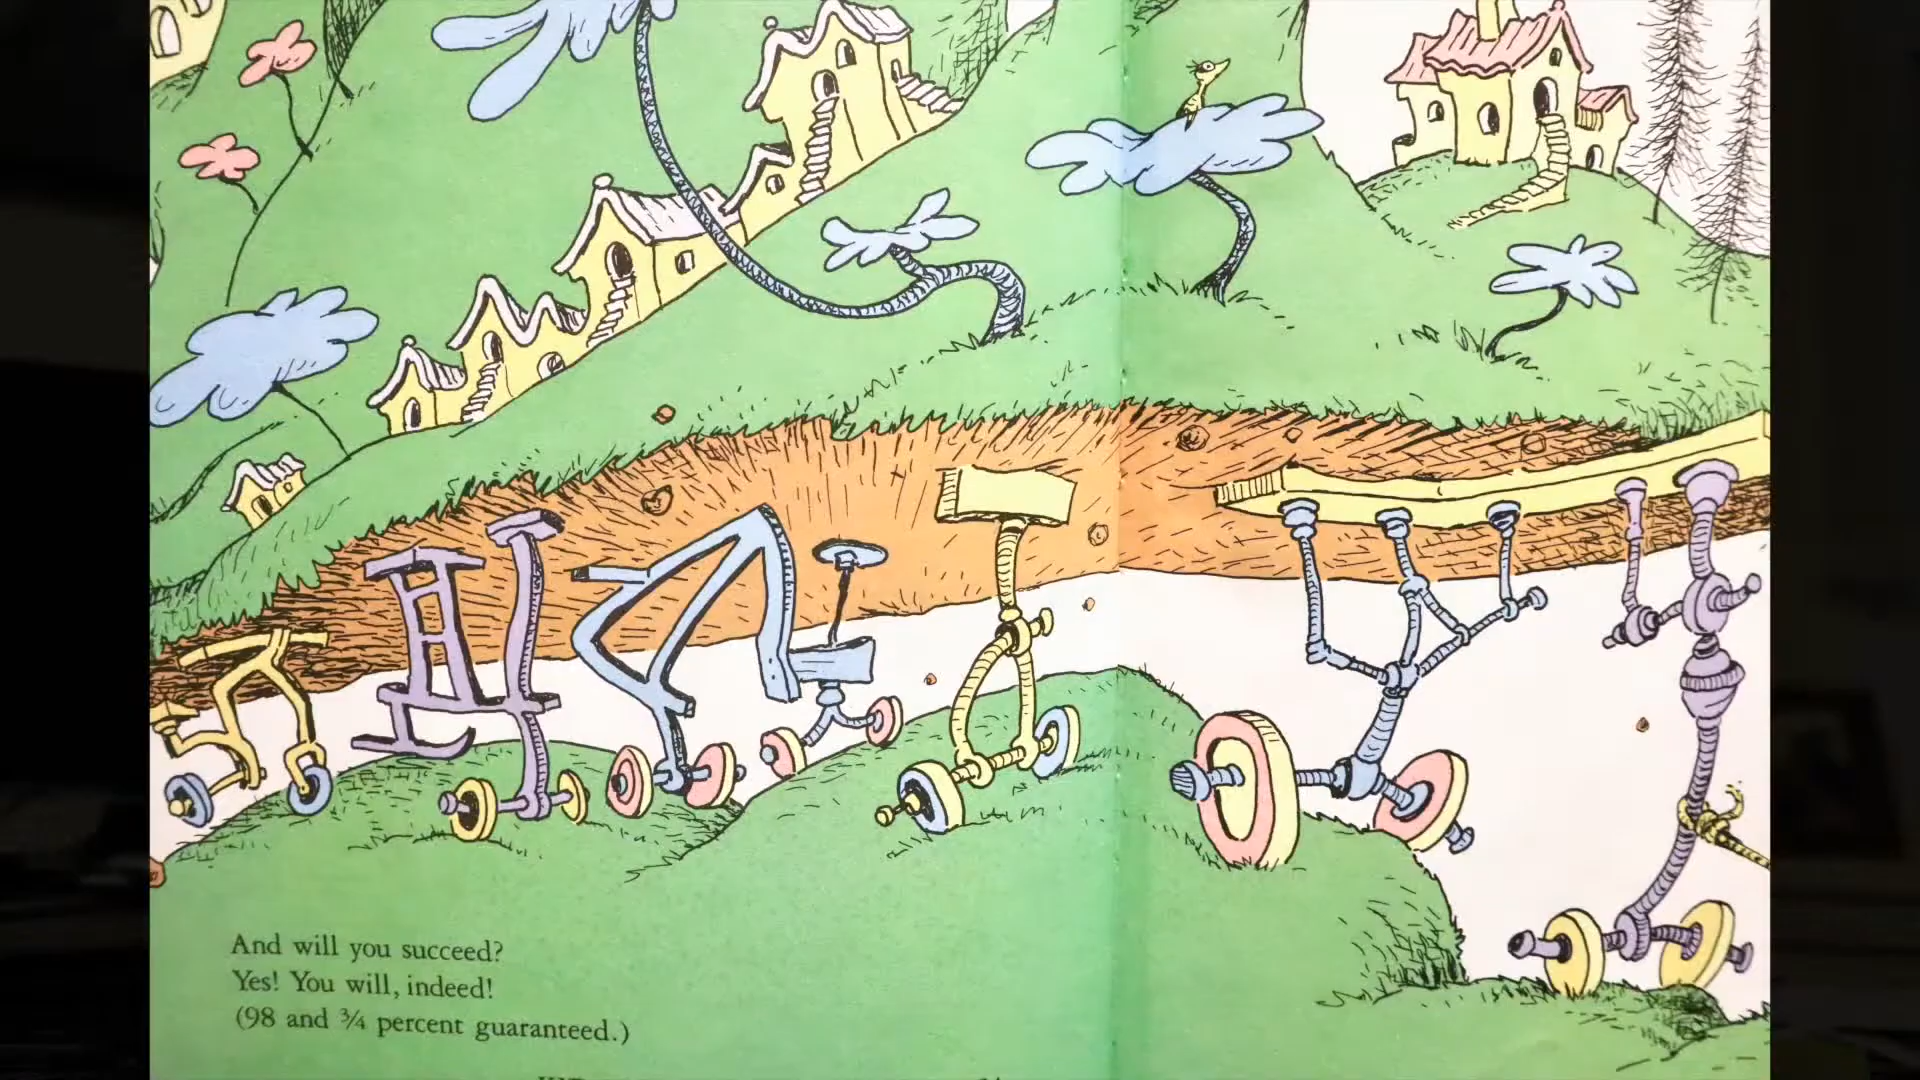 And will you succeed?
Yes! You will, indeed!
(98 and ¾ percent guaranteed.)